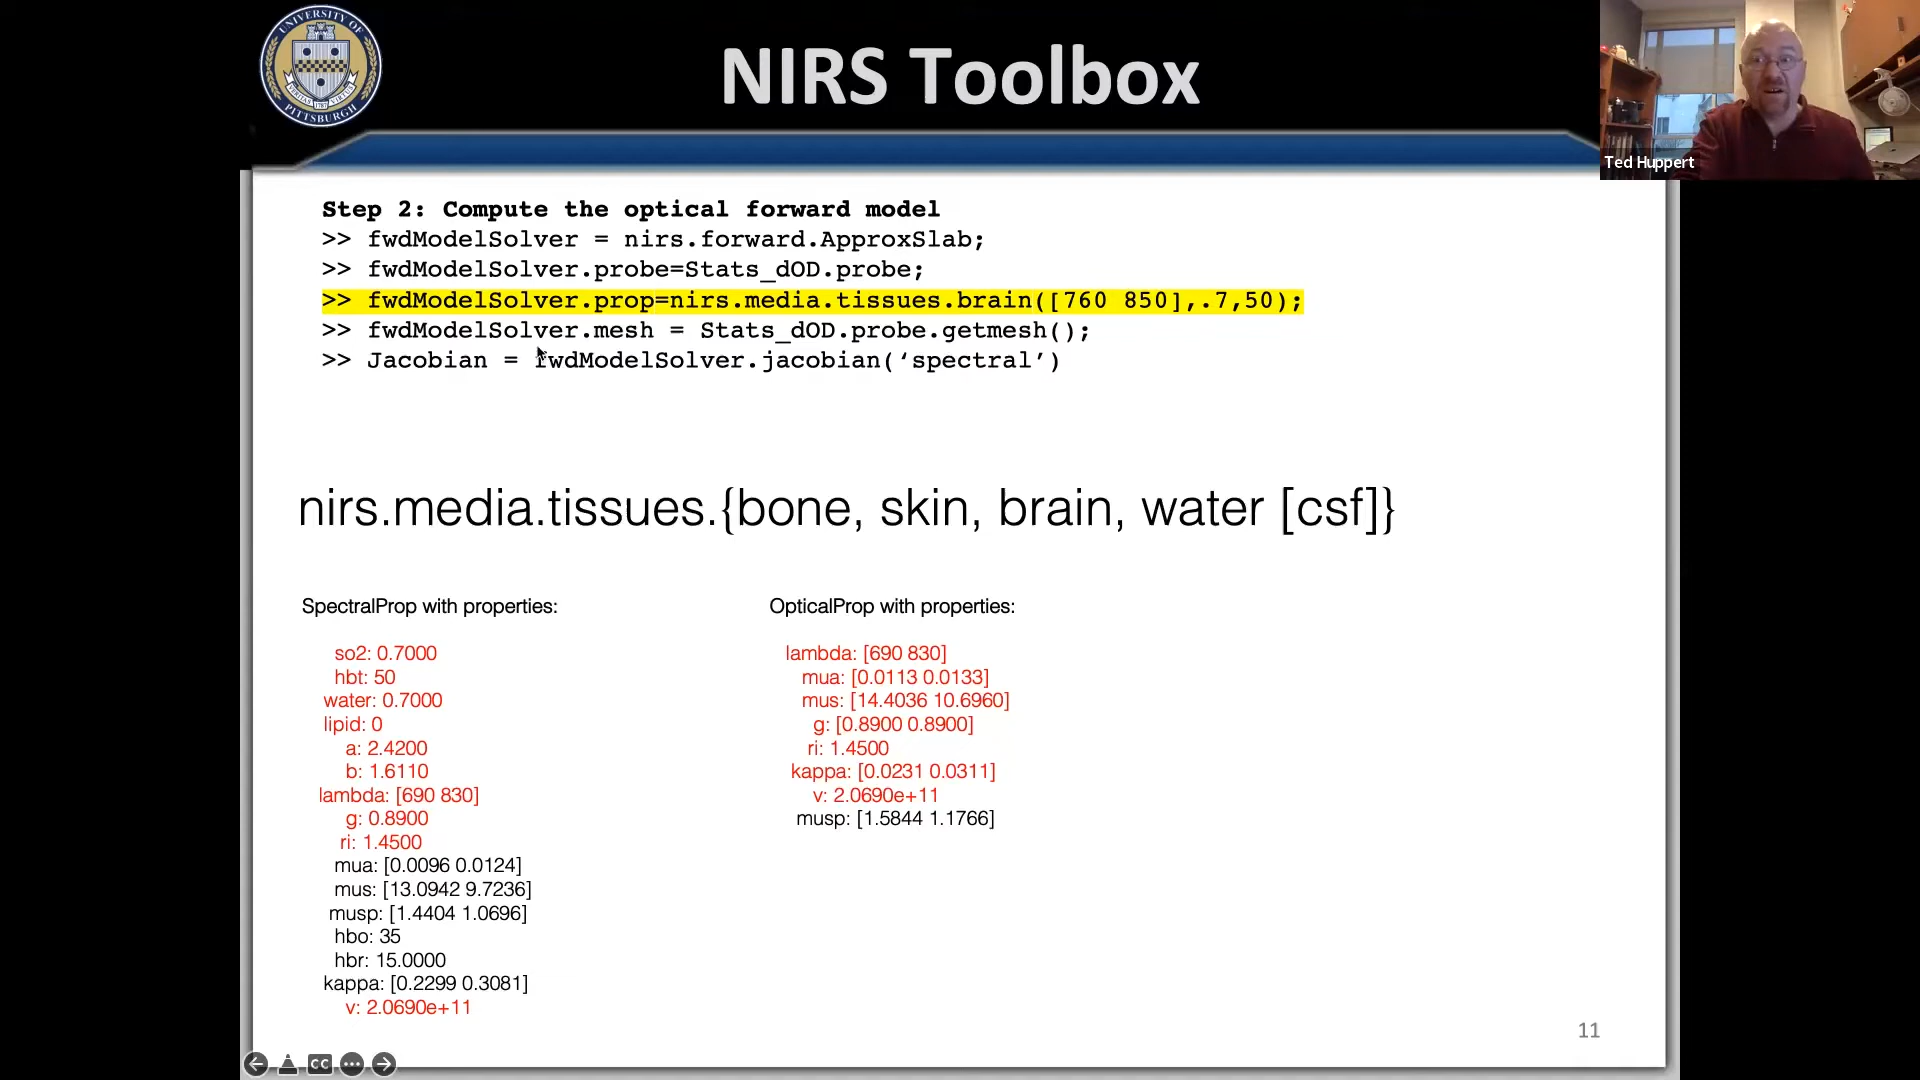 UNIVERSITY OF
PITTSBURGH
NIRS Toolbox
Ted Huppert
Step 2: Compute the optical forward model
>> fwdModelSolver = nirs.forward.ApproxSlab;
>> fwdModelSolver.probe=Stats_dOD.probe;
>> fwdModelSolver.prop=nirs.media.tissues.brain([760 850],.7,50);
>> fwdModelSolver.mesh = Stats_dOD.probe.getmesh();
>> Jacobian = fwdModelSolver.jacobian(‘spectral’)
nirs.media.tissues.{bone, skin, brain, water [csf]}
SpectralProp with properties:
so2: 0.7000
hbt: 50
water: 0.7000
lipid: 0
a: 2.4200
b: 1.6110
lambda: [690 830]
g: 0.8900
ri: 1.4500
mua: [0.0096 0.0124]
mus: [13.0942 9.7236]
musp: [1.4404 1.0696]
hbo: 35
hbr: 15.0000
kappa: [0.2299 0.3081]
v: 2.0690e+11
OpticalProp with properties:
lambda: [690 830]
mua: [0.0113 0.0133]
mus: [14.4036 10.6960]
g: [0.8900 0.8900]
ri: 1.4500
kappa: [0.0231 0.0311]
v: 2.0690e+11
musp: [1.5844 1.1766]
11
CC